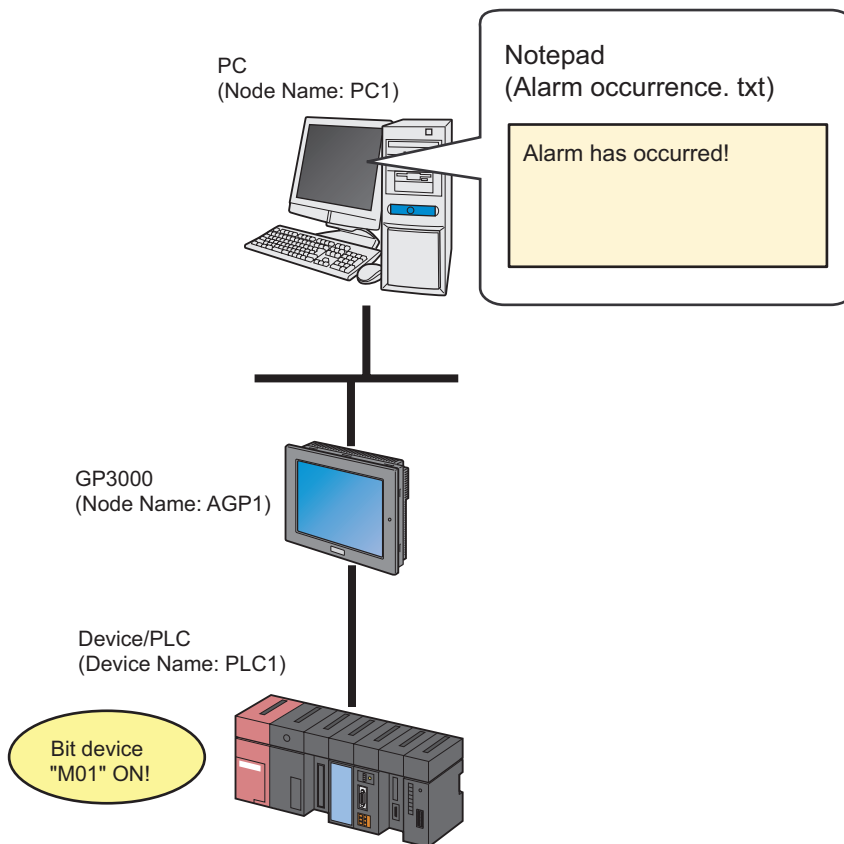 PC
(Node Name: PC1)
Notepad
(Alarm occurrence. txt)
Alarm has occurred!
GP3000
(Node Name: AGP1)
Device/PLC
(Device Name: PLC1)
Bit device
"M01" ON!